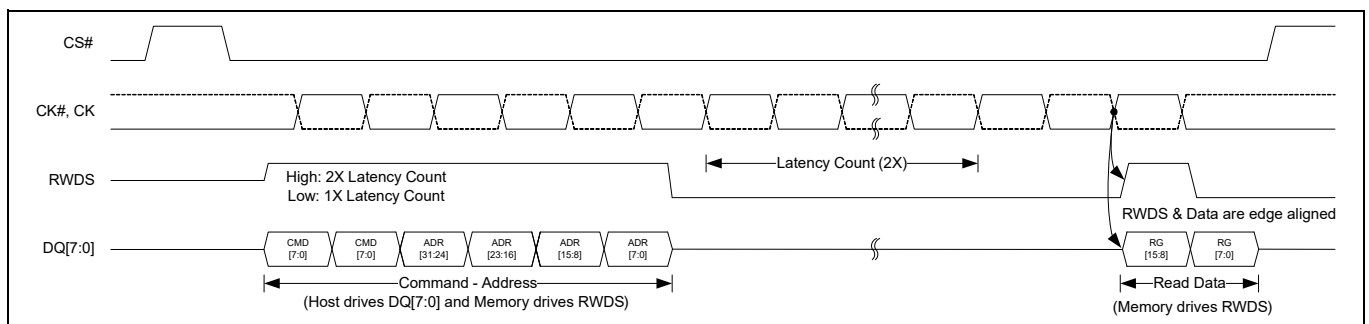 CS#
CK#, CK
Latency Count (2X)
RWDS
High: 2X Latency Count
Low: 1X Latency Count
RWDS & Data are edge aligned
DQ[7:0]
CMD
[7:0]
CMD
[7:0]
ADR
[31:24]
ADR
[23:16]
ADR
[15:8]
ADR
[7:0]
RG
[15:8]
RG
[7:0]
Command - Address
(Host drives DQ[7:0] and Memory drives RWDS)
Read Data
(Memory drives RWDS)